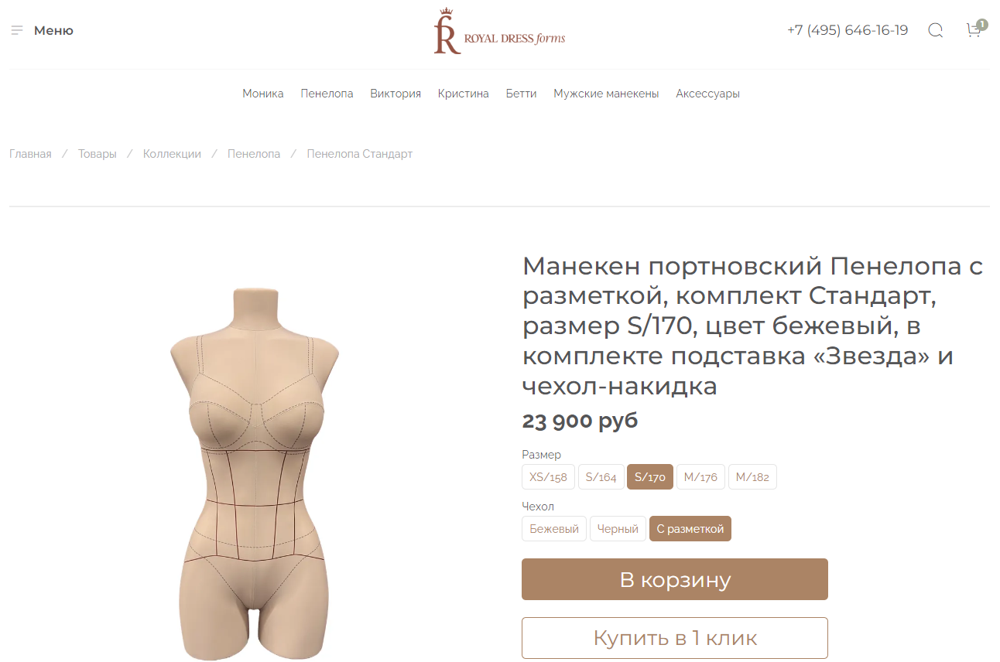 Меню
ROYAL DRESS forms
+7 (495) 646-16-19
1
Моника Пенелопа Виктория Кристина Бетти Мужские манекены Аксессуары
Главная / Товары / Коллекции / Пенелопа / Пенелопа Стандарт
Манекен портновский Пенелопа с
разметкой, комплект Стандарт,
размер S/170, цвет бежевый, в
комплекте подставка «Звезда» и
чехол-накидка
23 900 руб
Размер
XS/158 S/164 S/170 M/176 M/182
Чехол
Бежевый Черный С разметкой
В корзину
Купить в 1 клик